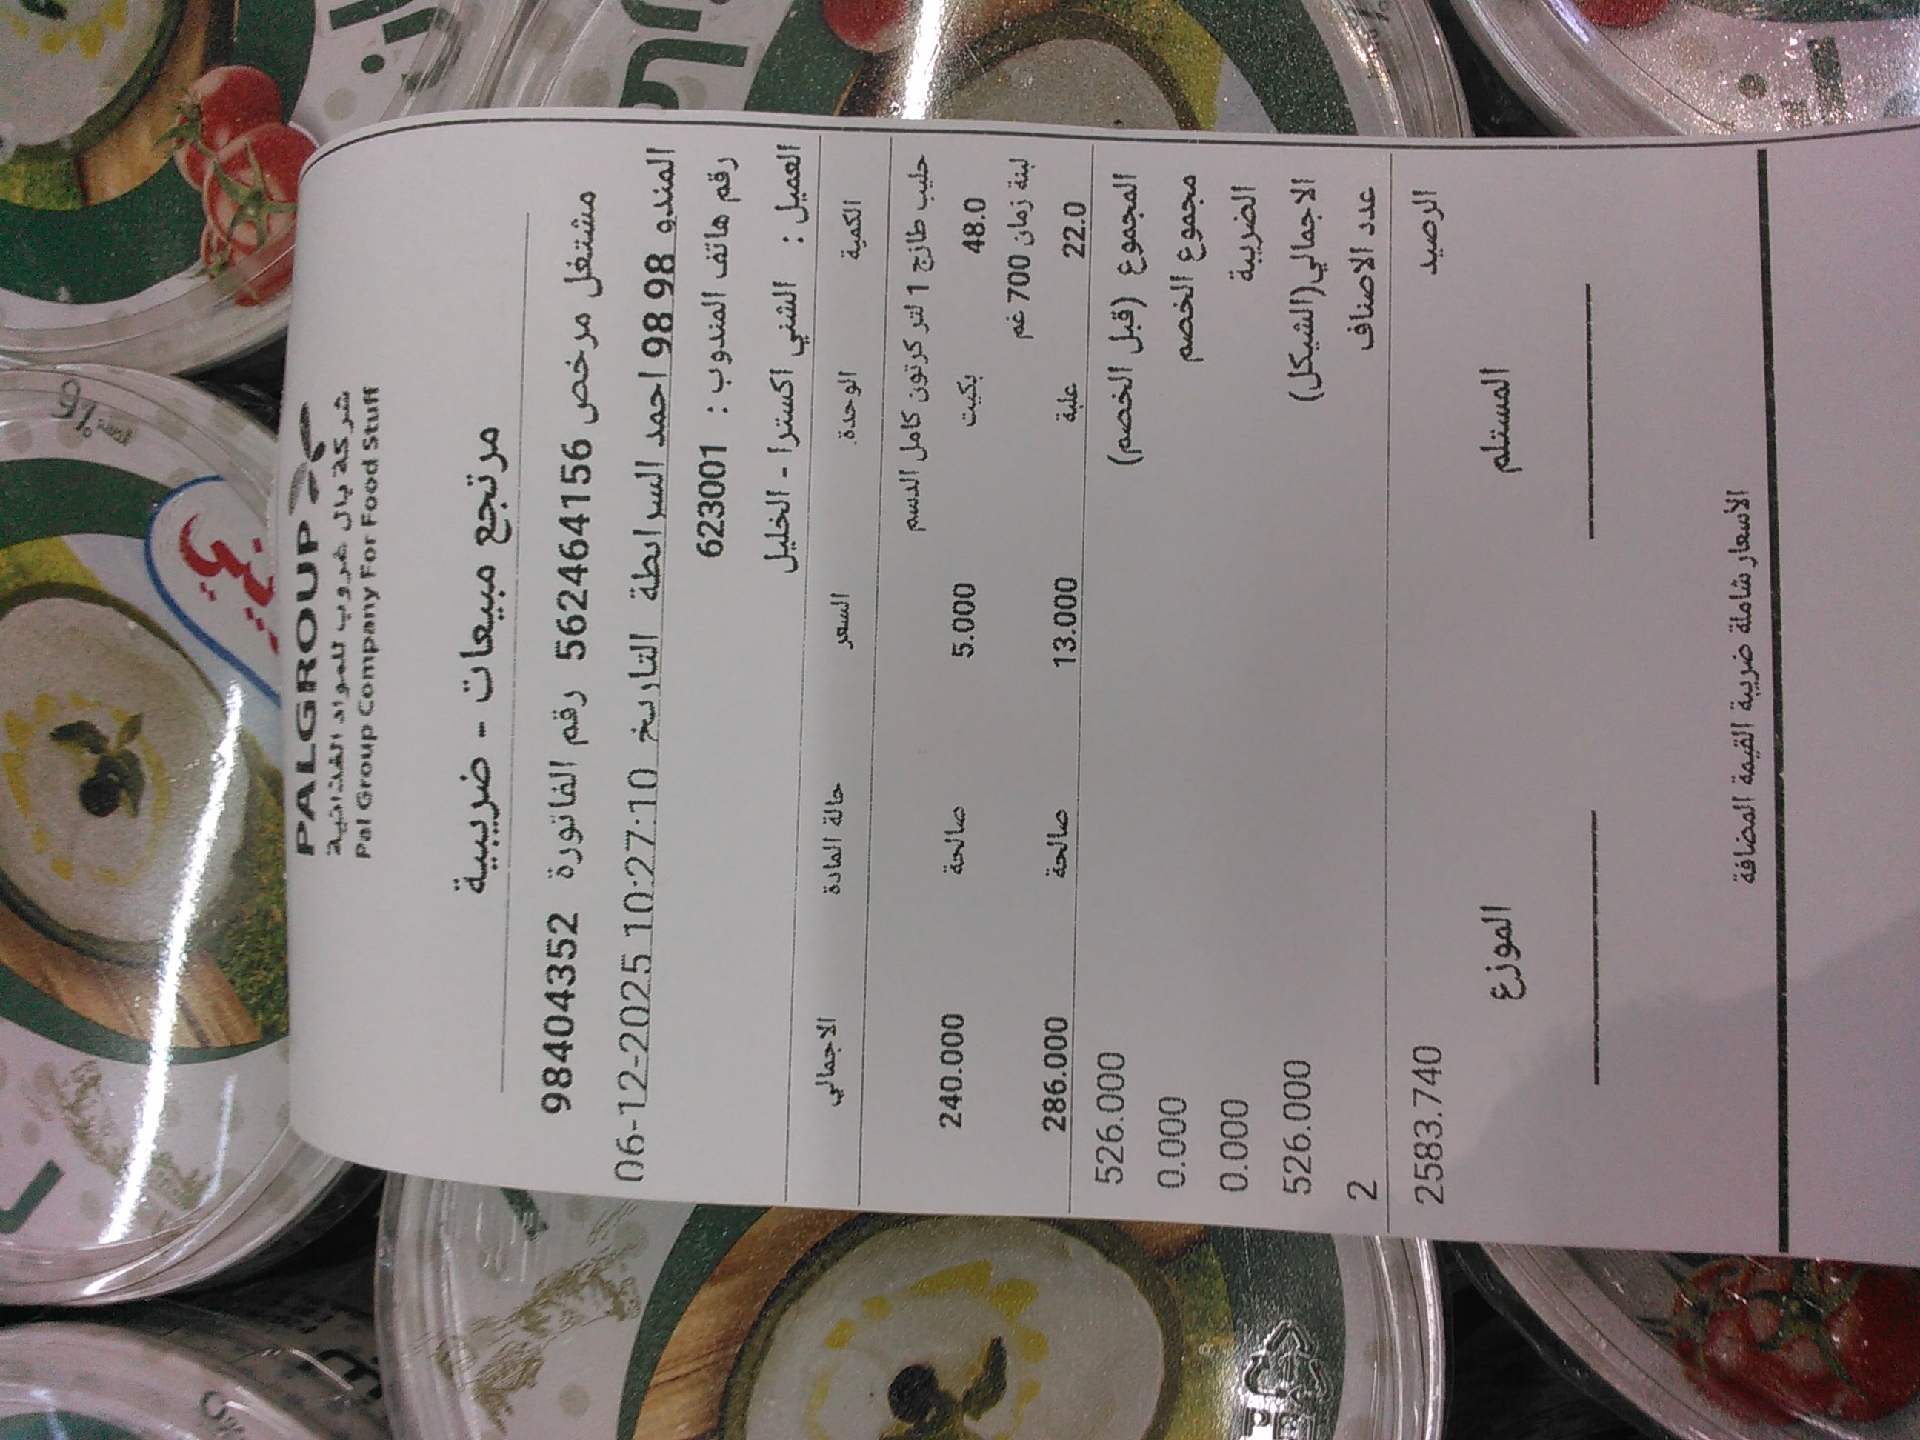 PALGROUP
شركة بال غروب للمواد الغذائية
Pal Group Company For Food Stuff
مرتجع مبيعات - ضريبية
مشتغل مرخص 562464156 رقم الفاتورة 98404352
المندو 98 98 احمد السرابطة التاريخ 06-12-2025 10:27:10
رقم هاتف المندوب : 623001
العميل : الشني اكسترا - الخليل
الكمية الوحدة السعر حالة المادة الاجمالي
حليب طازج 1 لتر كرتون كامل الدسم
48.0 بكيت 5.000 صالحة 240.000
لبنة زمان 700 غم
22.0 علبة 13.000 صالحة 286.000
المجموع (قبل الخصم) 526.000
مجموع الخصم 0.000
الضريبة 0.000
الاجمالي(الشيكل) 526.000
عدد الاصناف 2
الرصيد 2583.740
المستلم الموزع
الأسعار شاملة ضريبة القيمة المضافة